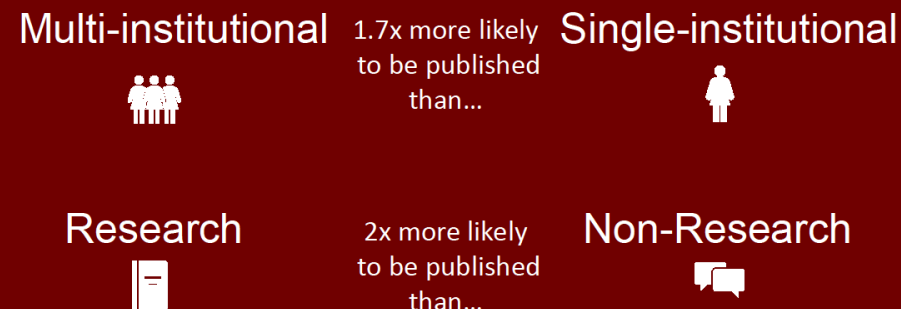 Multi-institutional
1.7x more likely
to be published
than...
Single-institutional
Research
2x more likely
to be published
than...
Non-Research